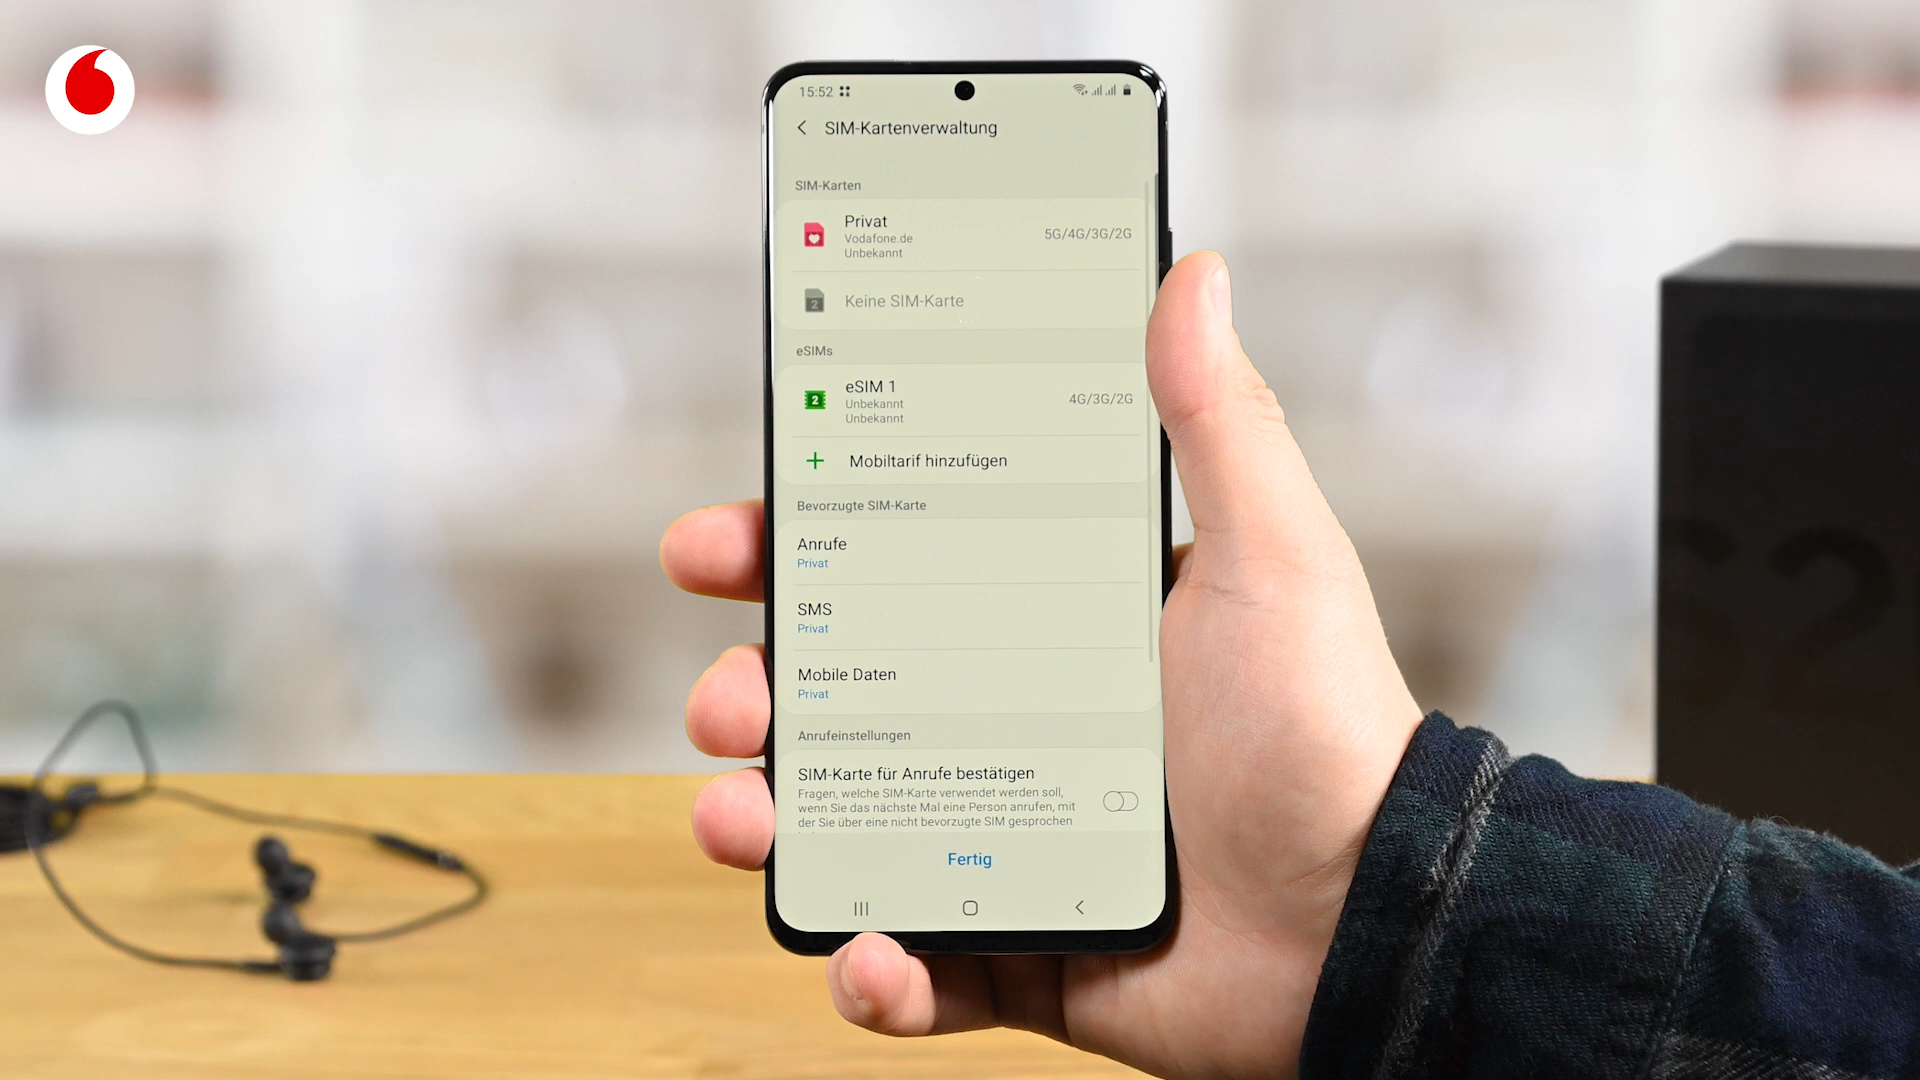 15:52
SIM-Kartenverwaltung
SIM-Karten
Privat
Vodafone.de
Unbekannt
5G/4G/3G/2G
2
Keine SIM-Karte
eSIMs
2
eSIM 1
Unbekannt
Unbekannt
4G/3G/2G
Mobiltarif hinzufügen
Bevorzugte SIM-Karte
Anrufe
Privat
SMS
Privat
Mobile Daten
Privat
Anrufeinstellungen
SIM-Karte für Anrufe bestätigen
Fragen, welche SIM-Karte verwendet werden soll,
wenn Sie das nächste Mal eine Person anrufen, mit
der Sie über eine nicht bevorzugte SIM gesprochen
Fertig
S2